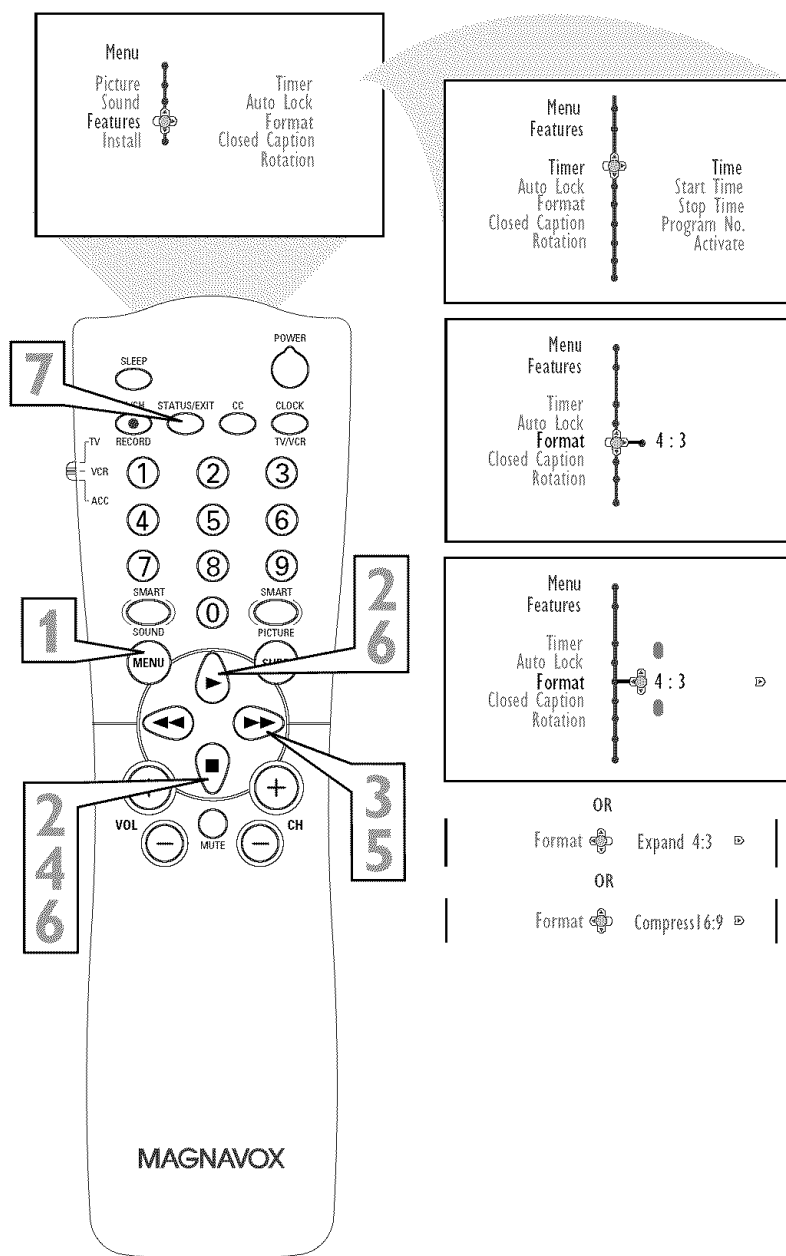 Menu
Picture
Sound
Features
Install
Timer
Auto Lock
Format
Closed Caption
Rotation
Menu
Features
Timer
Auto Lock
Format
Closed Caption
Rotation
Time
Start Time
Stop Time
Program No.
Activate
Menu
Features
Timer
Auto Lock
Format 4:3
Closed Caption
Rotation
Menu
Features
Timer
Auto Lock
Format 4:3
Closed Caption
Rotation
OR
Format Expand 4:3
OR
Format Compress16:9
7
POWER
SLEEP
STATUS/EXIT CC CLOCK
TV RECORD TV/VCR
VCR
ACC
1 2 3
4 5 6
7 8 9
SMART 0 SMART
SOUND PICTURE
1
MENU
2
6
3
5
2
4
6
VOL MUTE CH
MAGNAVOX